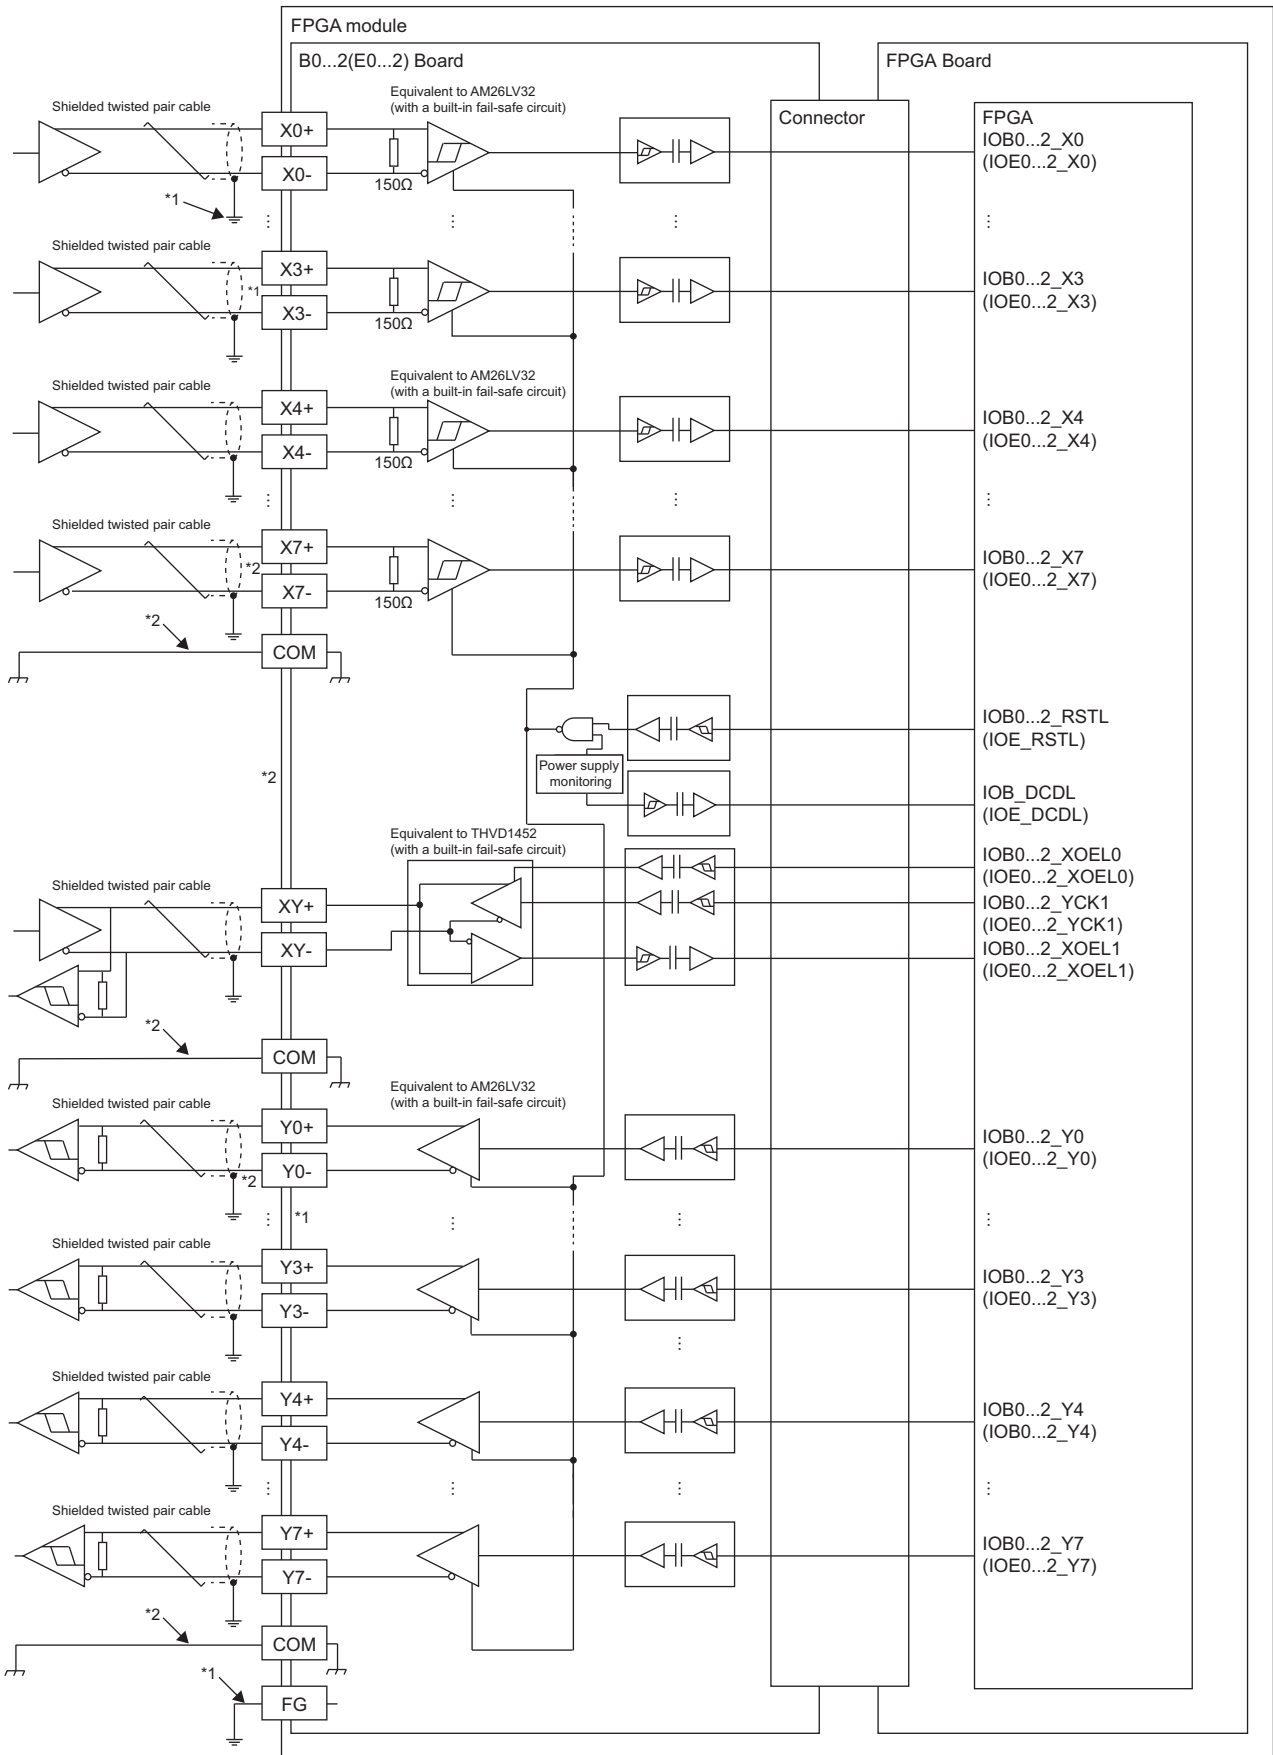 FPGA module
B0...2(E0...2) Board
FPGA Board
Connector
FPGA
Shielded twisted pair cable
Equivalent to AM26LV32
(with a built-in fail-safe circuit)
X0+
X0-
150Ω
*1
IOB0...2_X0
(IOE0...2_X0)
⋮ ⋮ ⋮ ⋮
Shielded twisted pair cable
X3+
*1
X3-
150Ω
IOB0...2_X3
(IOE0...2_X3)
Shielded twisted pair cable
Equivalent to AM26LV32
(with a built-in fail-safe circuit)
X4+
X4-
150Ω
IOB0...2_X4
(IOE0...2_X4)
⋮ ⋮ ⋮ ⋮
Shielded twisted pair cable
X7+
*2
X7-
150Ω
IOB0...2_X7
(IOE0...2_X7)
*2
COM
IOB0...2_RSTL
(IOE_RSTL)
Power supply
monitoring
*2
IOB_DCDL
(IOE_DCDL)
Equivalent to THVD1452
(with a built-in fail-safe circuit)
IOB0...2_XOEL0
(IOE0...2_XOEL0)
Shielded twisted pair cable
XY+
XY-
IOB0...2_YCK1
(IOE0...2_YCK1)
IOB0...2_XOEL1
(IOE0...2_XOEL1)
*2
COM
Equivalent to AM26LV32
(with a built-in fail-safe circuit)
Shielded twisted pair cable
Y0+
Y0-
*2
IOB0...2_Y0
(IOE0...2_Y0)
⋮ *1 ⋮ ⋮ ⋮
Shielded twisted pair cable
Y3+
Y3-
IOB0...2_Y3
(IOE0...2_Y3)
⋮
Shielded twisted pair cable
Y4+
Y4-
IOB0...2_Y4
(IOB0...2_Y4)
⋮ ⋮ ⋮ ⋮
Shielded twisted pair cable
Y7+
Y7-
IOB0...2_Y7
(IOE0...2_Y7)
*2
COM
*1
FG